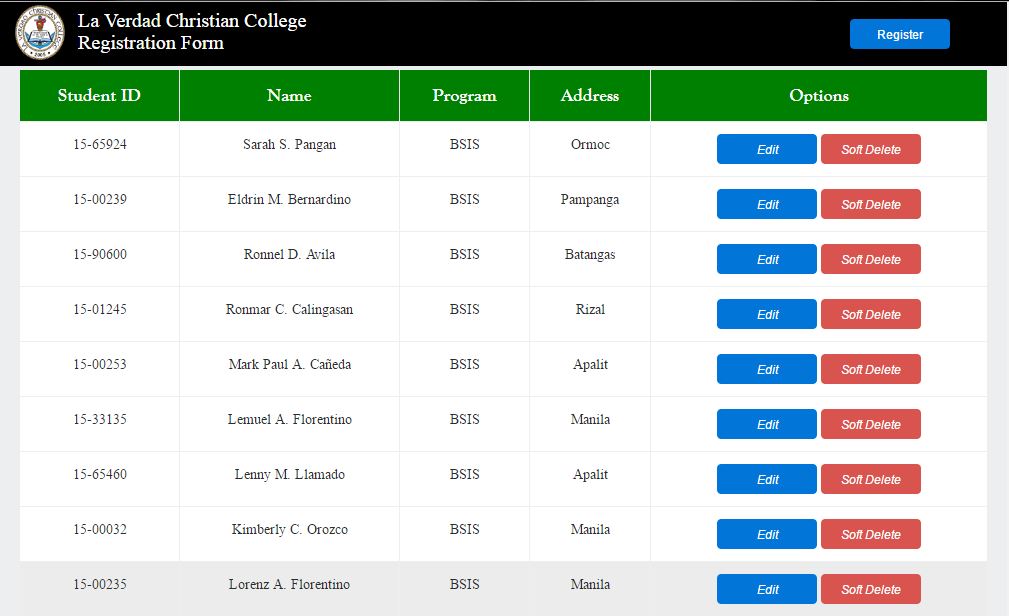 La Verdad Christian College
Registration Form
Register
Student ID Name Program Address Options
15-65924 Sarah S. Pangan BSIS Ormoc Edit Soft Delete
15-00239 Eldrin M. Bernardino BSIS Pampanga Edit Soft Delete
15-90600 Ronnel D. Avila BSIS Batangas Edit Soft Delete
15-01245 Ronmar C. Calingasan BSIS Rizal Edit Soft Delete
15-00253 Mark Paul A. Cañeda BSIS Apalit Edit Soft Delete
15-33135 Lemuel A. Florentino BSIS Manila Edit Soft Delete
15-65460 Lenny M. Llamado BSIS Apalit Edit Soft Delete
15-00032 Kimberly C. Orozco BSIS Manila Edit Soft Delete
15-00235 Lorenz A. Florentino BSIS Manila Edit Soft Delete